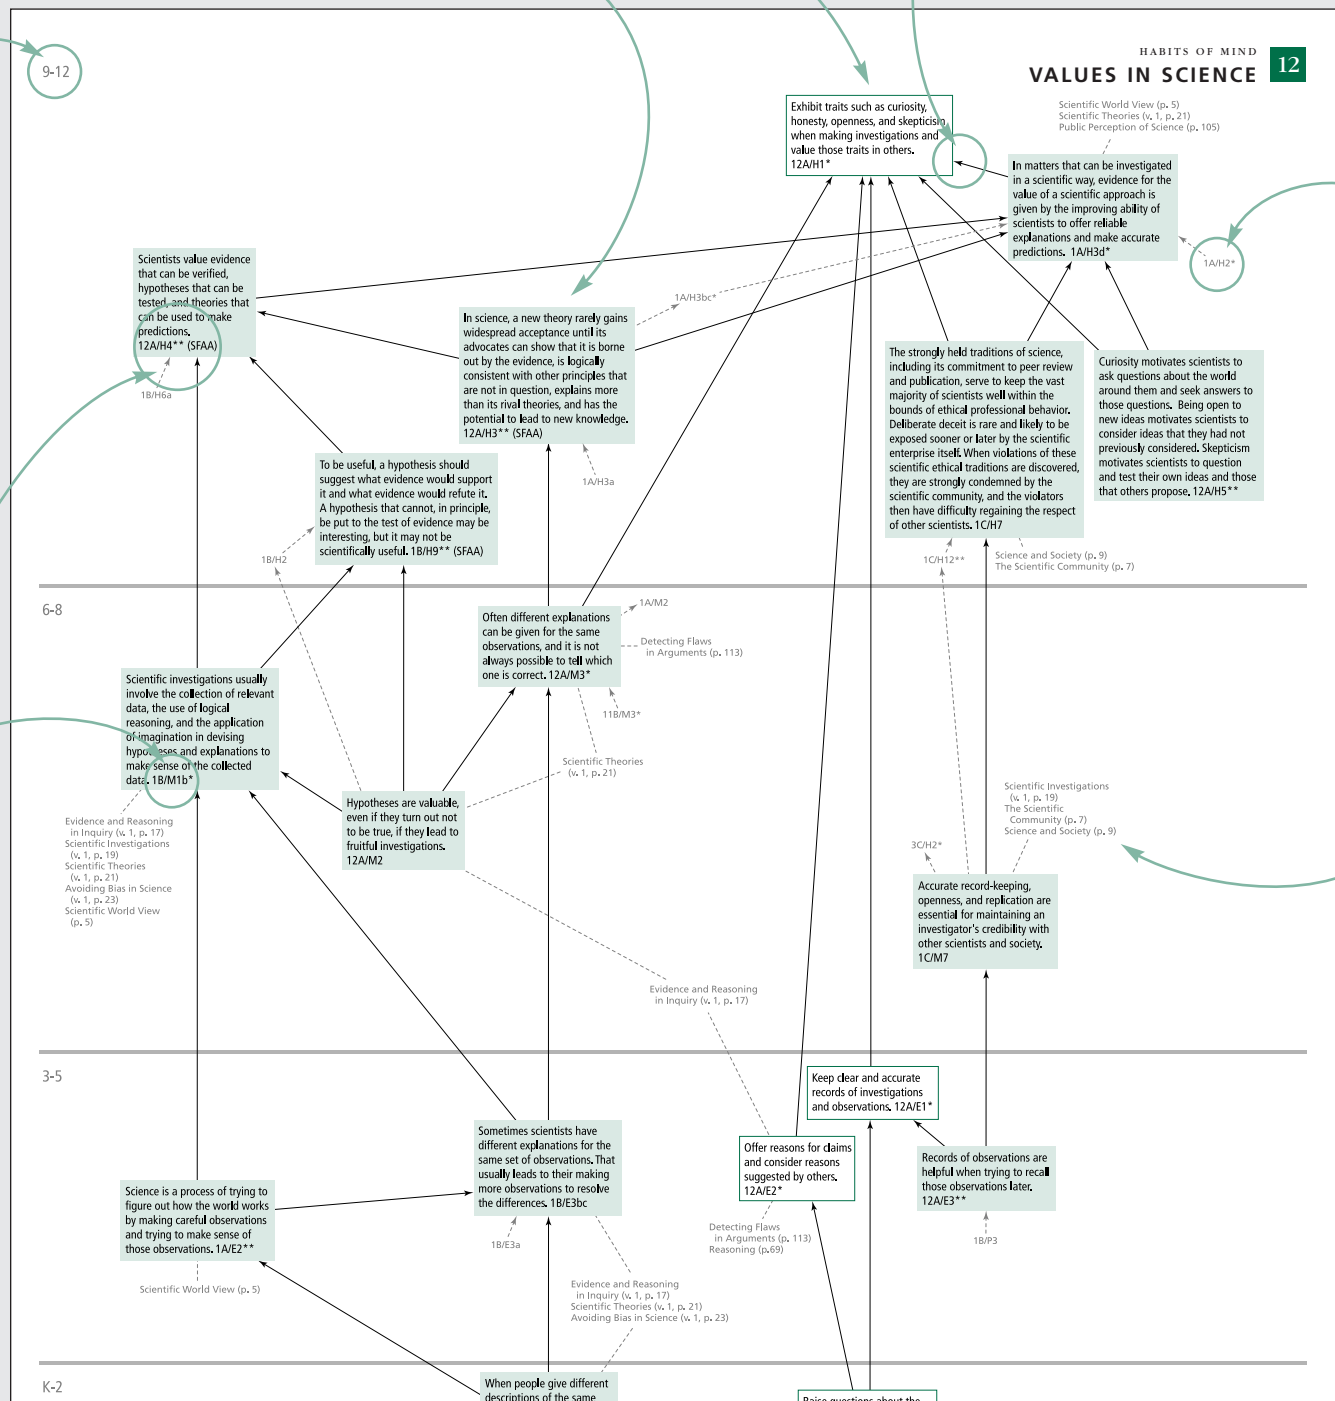 HABITS OF MIND
VALUES IN SCIENCE
12
9-12
Exhibit traits such as curiosity,
honesty, openness, and skepticism
when making investigations and
value those traits in others.
12A/H1*
Scientific World View (p. 5)
Scientific Theories (v. 1, p. 21)
Public Perception of Science (p. 105)
In matters that can be investigated
in a scientific way, evidence for the
value of a scientific approach is
given by the improving ability of
scientists to offer reliable
explanations and make accurate
predictions. 1A/H3d*
1A/H2*
Scientists value evidence
that can be verified,
hypotheses that can be
tested, and theories that
can be used to make
predictions.
12A/H4** (SFAA)
1B/H6a
1A/H3bc*
In science, a new theory rarely gains
widespread acceptance until its
advocates can show that it is borne
out by the evidence, is logically
consistent with other principles that
are not in question, explains more
than its rival theories, and has the
potential to lead to new knowledge.
12A/H3** (SFAA)
1A/H3a
The strongly held traditions of science,
including its commitment to peer review
and publication, serve to keep the vast
majority of scientists well within the
bounds of ethical professional behavior.
Deliberate deceit is rare and likely to be
exposed sooner or later by the scientific
enterprise itself. When violations of these
scientific ethical traditions are discovered,
they are strongly condemned by the
scientific community, and the violators
then have difficulty regaining the respect
of other scientists. 1C/H7
Curiosity motivates scientists to
ask questions about the world
around them and seek answers to
those questions. Being open to
new ideas motivates scientists to
consider ideas that they had not
previously considered. Skepticism
motivates scientists to question
and test their own ideas and those
that others propose. 12A/H5**
To be useful, a hypothesis should
suggest what evidence would support
it and what evidence would refute it.
A hypothesis that cannot, in principle,
be put to the test of evidence may be
interesting, but it may not be
scientifically useful. 1B/H9** (SFAA)
1B/H2
1C/H12**
Science and Society (p. 9)
The Scientific Community (p. 7)
6-8
Often different explanations
can be given for the same
observations, and it is not
always possible to tell which
one is correct. 12A/M3*
1A/M2
Detecting Flaws
in Arguments (p. 113)
11B/M3*
Scientific Theories
(v. 1, p. 21)
Scientific investigations usually
involve the collection of relevant
data, the use of logical
reasoning, and the application
of imagination in devising
hypotheses and explanations to
make sense of the collected
data. 1B/M1b*
Evidence and Reasoning
in Inquiry (v. 1, p. 17)
Scientific Investigations
(v. 1, p. 19)
Scientific Theories
(v. 1, p. 21)
Avoiding Bias in Science
(v. 1, p. 23)
Scientific World View
(p. 5)
Hypotheses are valuable,
even if they turn out not
to be true, if they lead to
fruitful investigations.
12A/M2
Scientific Investigations
(v. 1, p. 19)
The Scientific
Community (p. 7)
Science and Society (p. 9)
3C/H2*
Accurate record-keeping,
openness, and replication are
essential for maintaining an
investigator's credibility with
other scientists and society.
1C/M7
Evidence and Reasoning
in Inquiry (v. 1, p. 17)
3-5
Keep clear and accurate
records of investigations
and observations. 12A/E1*
Sometimes scientists have
different explanations for the
same set of observations. That
usually leads to their making
more observations to resolve
the differences. 1B/E3bc
Offer reasons for claims
and consider reasons
suggested by others.
12A/E2*
Records of observations are
helpful when trying to recall
those observations later.
12A/E3**
Science is a process of trying to
figure out how the world works
by making careful observations
and trying to make sense of
those observations. 1A/E2**
Scientific World View (p. 5)
1B/E3a
Detecting Flaws
in Arguments (p. 113)
Reasoning (p.69)
1B/P3
Evidence and Reasoning
in Inquiry (v. 1, p. 17)
Scientific Theories (v. 1, p. 21)
Avoiding Bias in Science (v. 1, p. 23)
K-2
When people give different
descriptions of the same
Raise questions about the